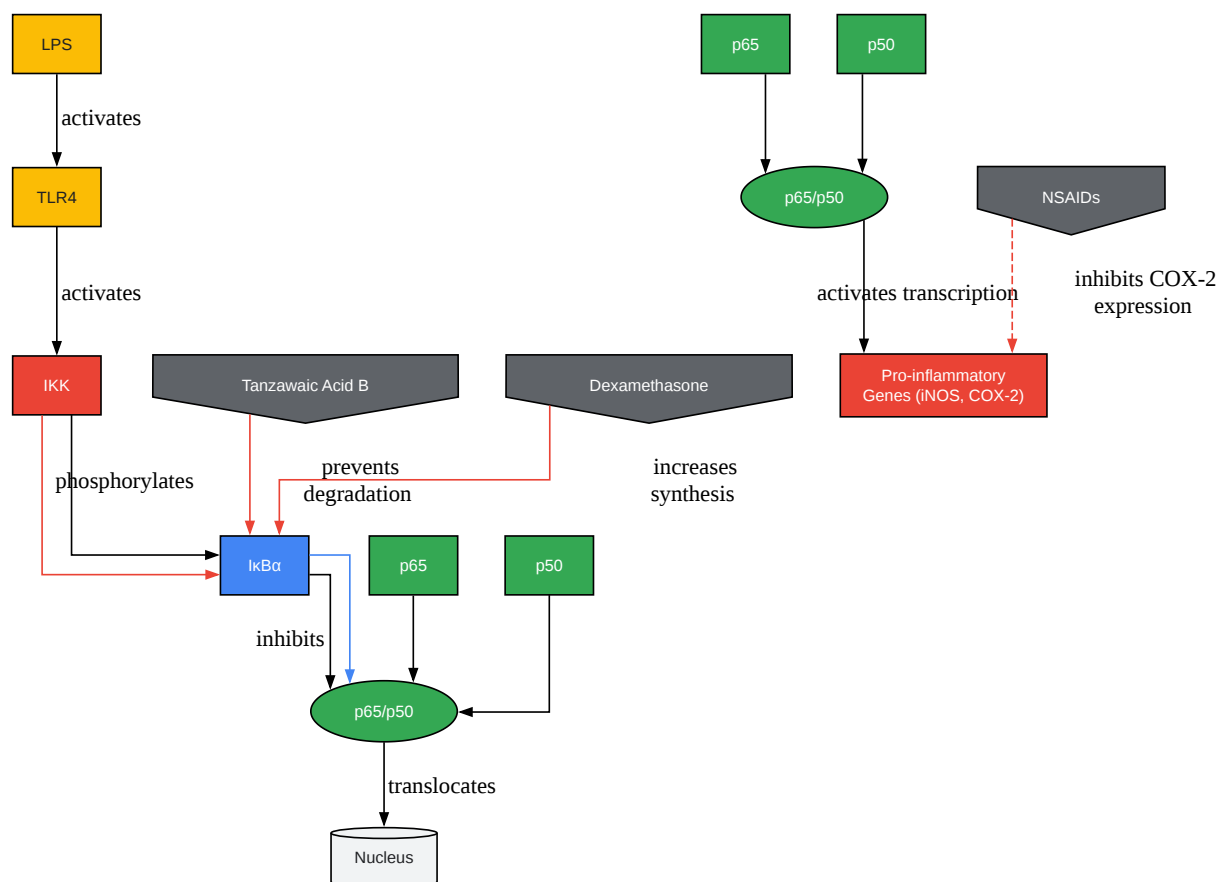 LPS
p65
p50
activates
TLR4
p65/p50
NSAIDs
activates
activates transcription
inhibits COX-2
expression
IKK
Tanzawaic Acid B
Dexamethasone
Pro-inflammatory
Genes (iNOS, COX-2)
phosphorylates
prevents
degradation
increases
synthesis
IκBα
p65
p50
inhibits
p65/p50
translocates
Nucleus